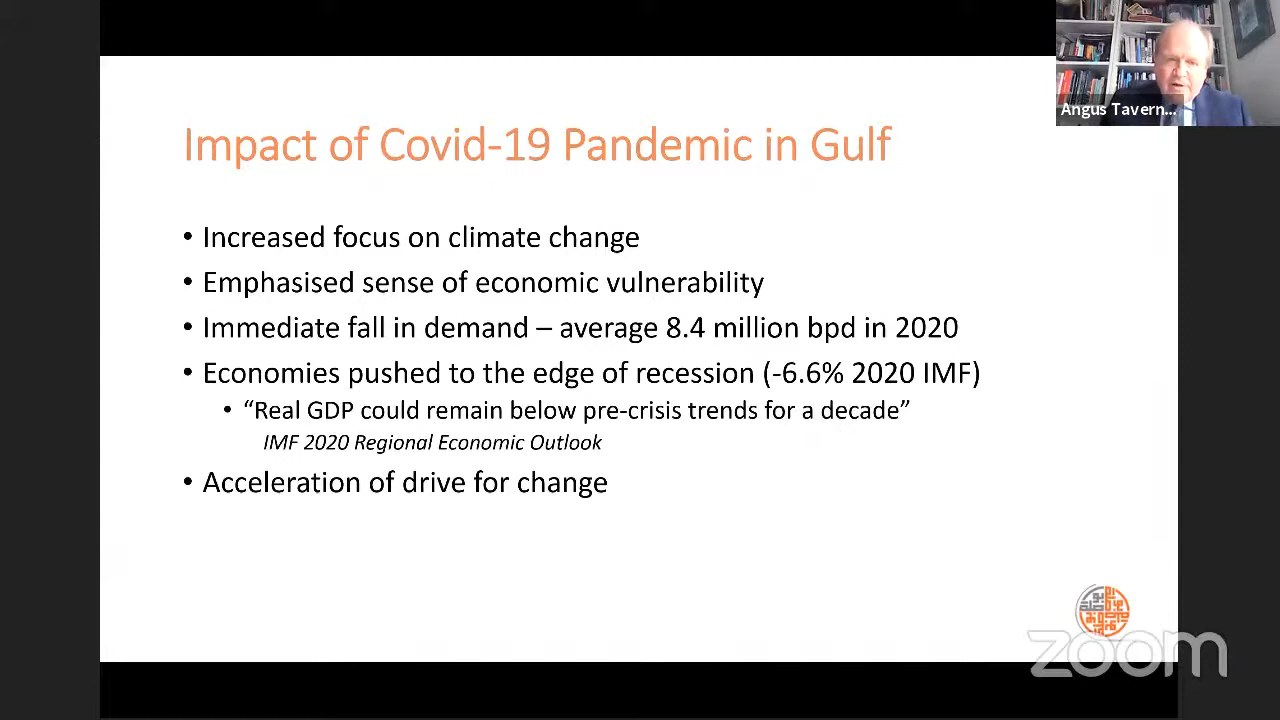 Impact of Covid-19 Pandemic in Gulf
Angus Tavern...
• Increased focus on climate change
• Emphasised sense of economic vulnerability
• Immediate fall in demand – average 8.4 million bpd in 2020
• Economies pushed to the edge of recession (-6.6% 2020 IMF)
• “Real GDP could remain below pre-crisis trends for a decade”
IMF 2020 Regional Economic Outlook
• Acceleration of drive for change
zoom